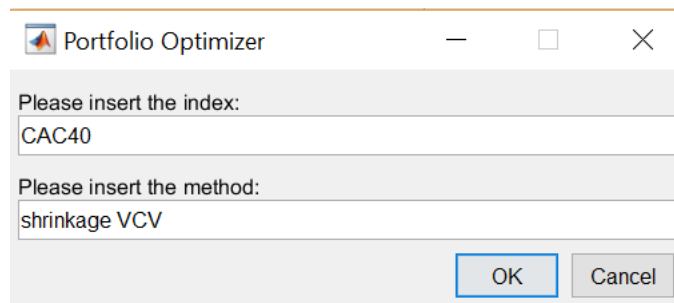 Portfolio Optimizer
Please insert the index:
CAC40
Please insert the method:
shrinkage VCV
OK Cancel